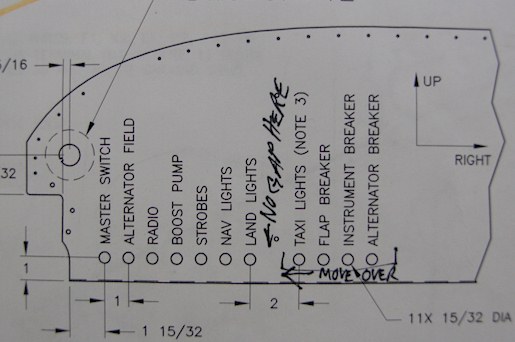 5/16
32
MASTER SWITCH
ALTERNATOR FIELD
RADIO
BOOST PUMP
STROBES
NAV LIGHTS
LAND LIGHTS
NO GAP HERE
TAXI LIGHTS (NOTE 3)
FLAP BREAKER
INSTRUMENT BREAKER
ALTERNATOR BREAKER
UP
RIGHT
MOVE OVER
1
1
2
1 15/32
11X 15/32 DIA